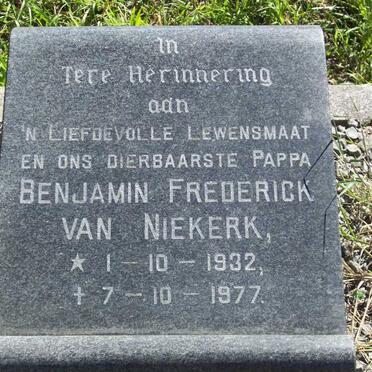 In
Tere Herinnering
aan
'N LIEFDEVOLLE LEWENSMAAT
EN ONS DIERBAARSTE PAPPA
BENJAMIN FREDERICK
VAN NIEKERK,
★ 1 - 10 - 1932,
✝ 7 - 10 - 1977.